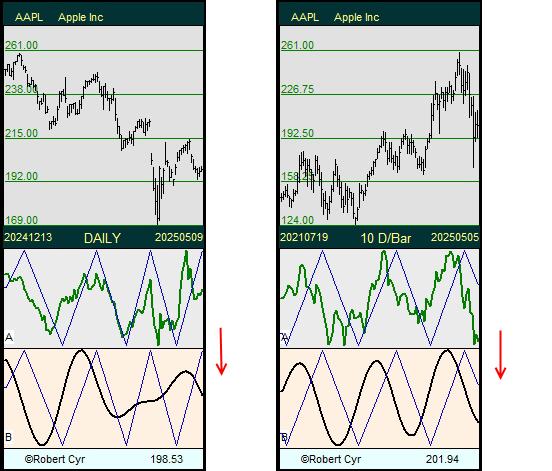 AAPL Apple Inc
261.00
238.00
215.00
192.00
169.00
20241213 DAILY 20250509
A
B
©Robert Cyr 198.53
AAPL Apple Inc
261.00
226.75
192.50
158.25
124.00
20210719 10 D/Bar 20250505
A
B
©Robert Cyr 201.94